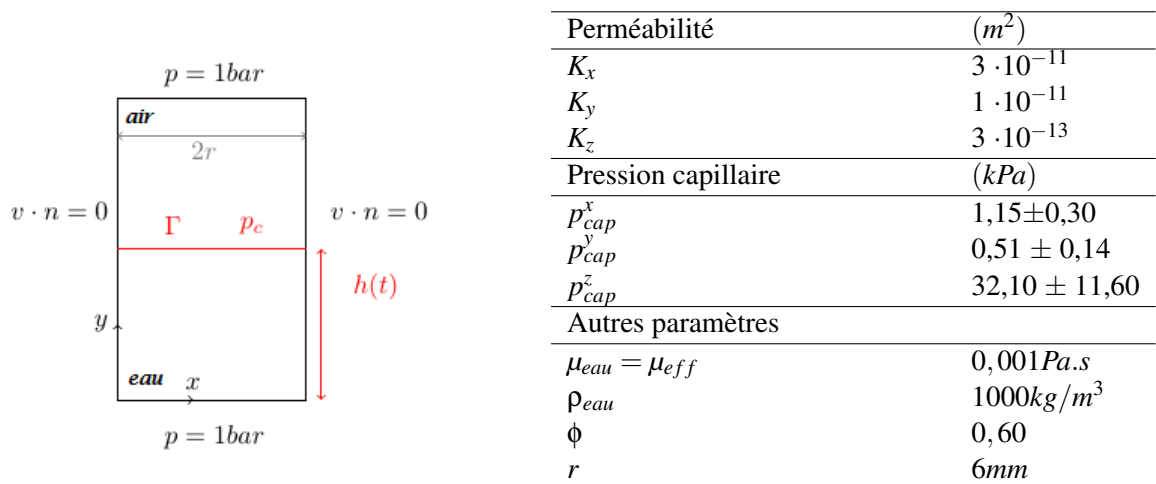 p = 1bar
air
2r
v · n = 0
v · n = 0
Γ
p_c
h(t)
y
eau
x
p = 1bar
Perméabilité (m²)
K_x 3 ·10⁻¹¹
K_y 1 ·10⁻¹¹
K_z 3 ·10⁻¹³
Pression capillaire (kPa)
p^x_cap 1,15±0,30
p^y_cap 0,51 ± 0,14
p^z_cap 32,10 ± 11,60
Autres paramètres
μ_eau = μ_eff 0,001Pa.s
ρ_eau 1000kg/m³
ϕ 0,60
r 6mm